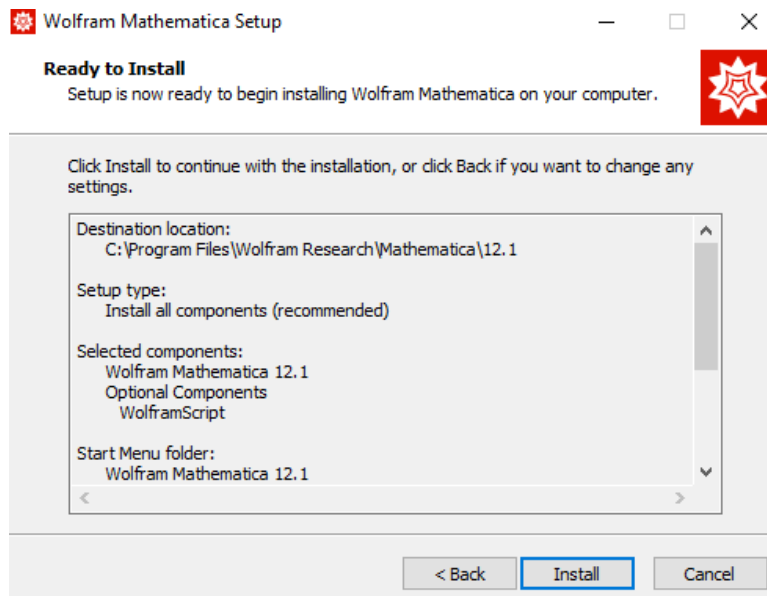 Wolfram Mathematica Setup
Ready to Install
Setup is now ready to begin installing Wolfram Mathematica on your computer.
Click Install to continue with the installation, or click Back if you want to change any
settings.
Destination location:
C:\Program Files\Wolfram Research\Mathematica\12.1
Setup type:
Install all components (recommended)
Selected components:
Wolfram Mathematica 12.1
Optional Components
WolframScript
Start Menu folder:
Wolfram Mathematica 12.1
< Back Install Cancel